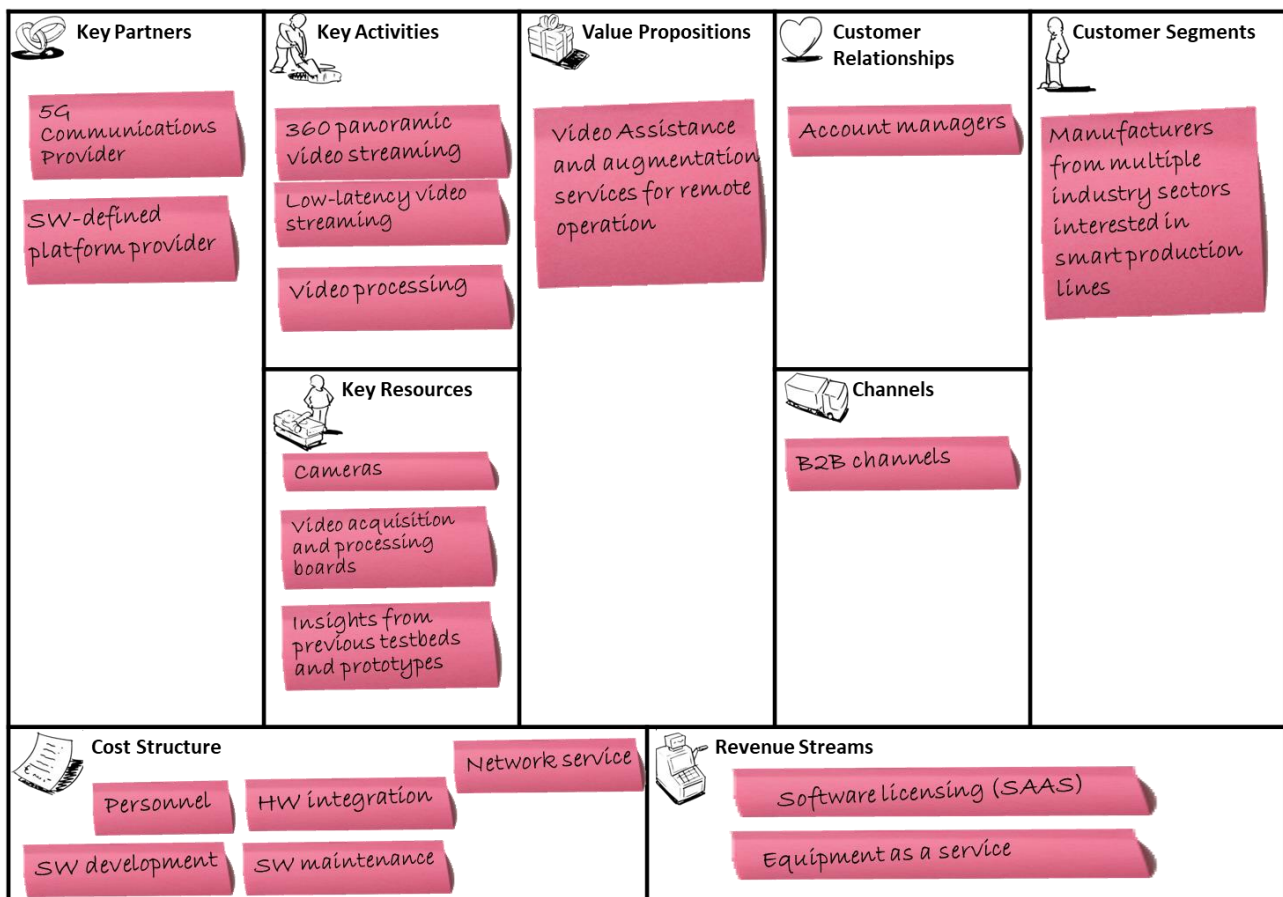 Key Partners
5G
Communications
Provider
SW-defined
platform provider
Key Activities
360 panoramic
video streaming
Low-latency video
streaming
Video processing
Key Resources
Cameras
Video acquisition
and processing
boards
Insights from
previous testbeds
and prototypes
Value Propositions
Video Assistance
and augmentation
services for remote
operation
Customer
Relationships
Account managers
Channels
B2B channels
Customer Segments
Manufacturers
from multiple
industry sectors
interested in
smart production
lines
Cost Structure
Network service
Personnel
HW integration
SW development
SW maintenance
Revenue Streams
Software licensing (SAAS)
Equipment as a service